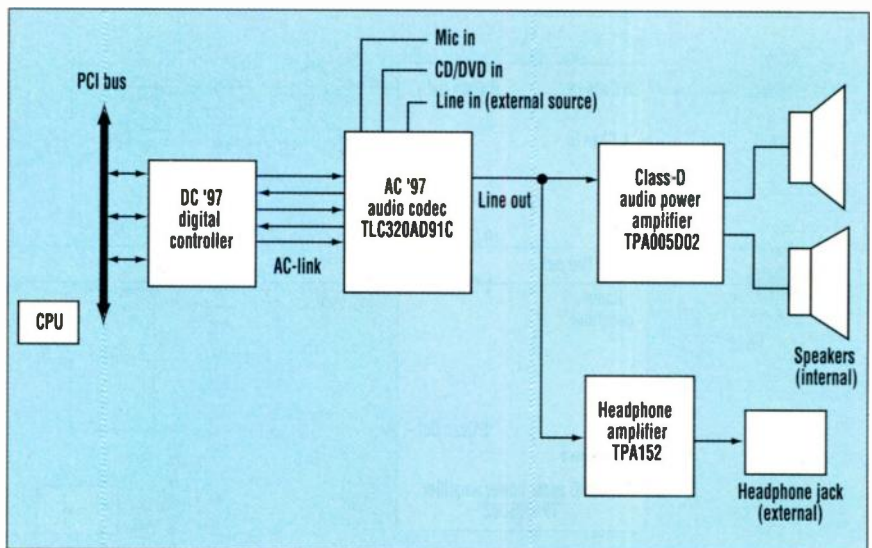 Mic in
CD/DVD in
Line in (external source)
PCI bus
DC '97
digital
controller
AC-link
AC '97
audio codec
TLC320AD91C
Line out
Class-D
audio power
amplifier
TPA005D02
Speakers
(internal)
CPU
Headphone
amplifier
TPA152
Headphone jack
(external)